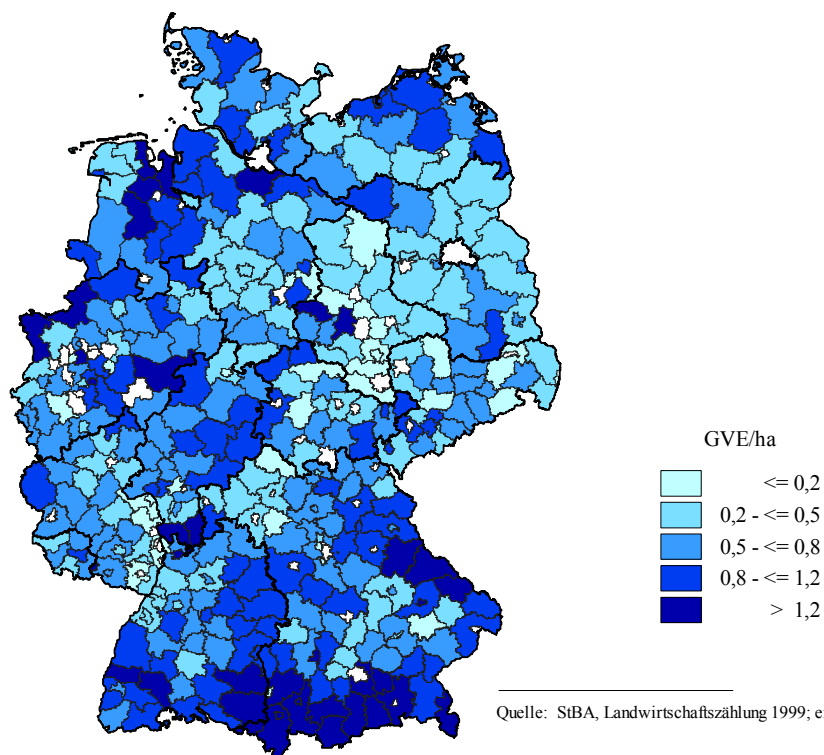 GVE/ha
<= 0,2
0,2 - <= 0,5
0,5 - <= 0,8
0,8 - <= 1,2
> 1,2
Quelle: StBA, Landwirtschaftszählung 1999; e